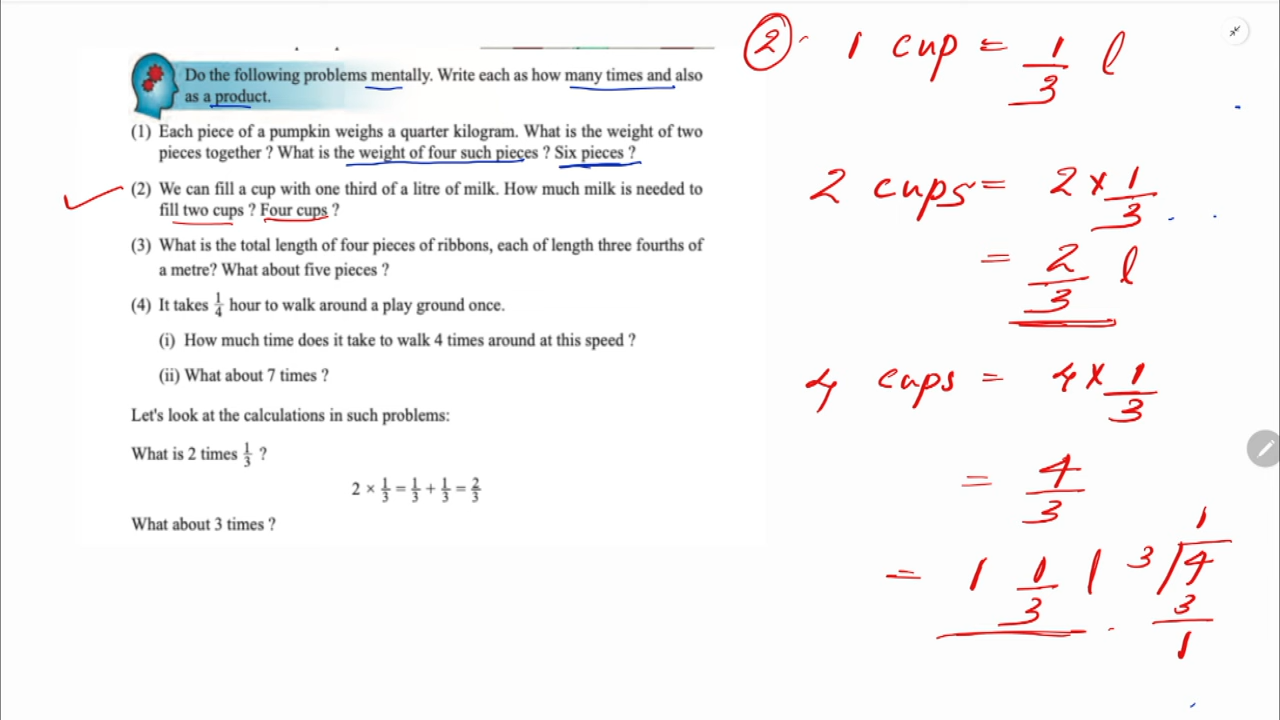 Do the following problems mentally. Write each as how many times and also
as a product.
(1) Each piece of a pumpkin weighs a quarter kilogram. What is the weight of two
pieces together ? What is the weight of four such pieces ? Six pieces ?
(2) We can fill a cup with one third of a litre of milk. How much milk is needed to
fill two cups ? Four cups ?
(3) What is the total length of four pieces of ribbons, each of length three fourths of
a metre? What about five pieces ?
(4) It takes 1/4 hour to walk around a play ground once.
(i) How much time does it take to walk 4 times around at this speed ?
(ii) What about 7 times ?
Let's look at the calculations in such problems:
What is 2 times 1/3 ?
2 × 1/3 = 1/3 + 1/3 = 2/3
What about 3 times ?
2. 1 cup = 1/3 l
2 cups = 2 × 1/3
= 2/3 l
4 cups = 4 × 1/3
= 4/3
= 1 1/3 l
1
3 4
3
1